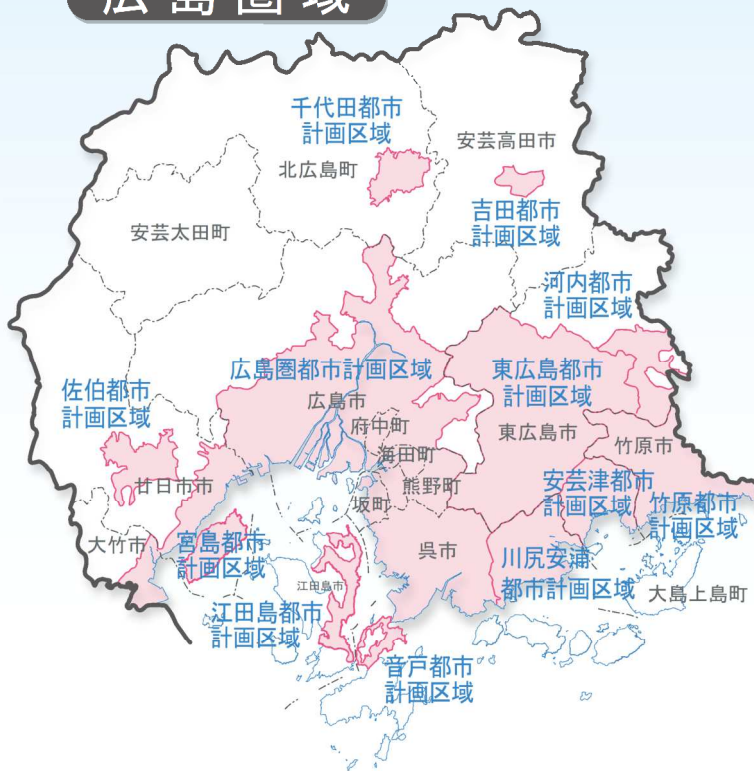 広島圏域
千代田都市
計画区域
安芸高田市
北広島町
吉田都市
計画区域
安芸太田町
河内都市
計画区域
広島圏都市計画区域
東広島都市
計画区域
佐伯都市
計画区域
広島市
府中町
東広島市
竹原市
海田町
熊野町
廿日市市
坂町
安芸津都市
計画区域
竹原都市
計画区域
大竹市
宮島都市
計画区域
呉市
川尻安浦
都市計画区域
江田島市
大島上島町
江田島都市
計画区域
音戸都市
計画区域